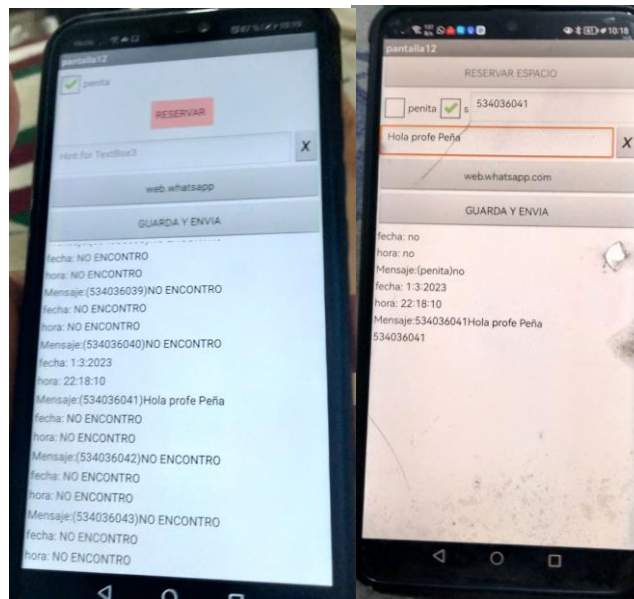 pantalla12
penita
RESERVAR
Hint for TextBox3
X
web.whatsapp
GUARDA Y ENVIA
fecha: NO ENCONTRO
hora: NO ENCONTRO
Mensaje:(534036039)NO ENCONTRO
fecha: NO ENCONTRO
hora: NO ENCONTRO
Mensaje:(534036040)NO ENCONTRO
fecha: 1:3:2023
hora: 22:18:10
Mensaje:(534036041)Hola profe Peña
fecha: NO ENCONTRO
hora: NO ENCONTRO
Mensaje:(534036042)NO ENCONTRO
fecha: NO ENCONTRO
hora: NO ENCONTRO
Mensaje:(534036043)NO ENCONTRO
fecha: NO ENCONTRO
hora: NO ENCONTRO
10:18
pantalla12
RESERVAR ESPACIO
penita s 534036041
Hola profe Peña
X
web.whatsapp.com
GUARDA Y ENVIA
fecha: no
hora: no
Mensaje:(penita)no
fecha: 1:3:2023
hora: 22:18:10
Mensaje:534036041Hola profe Peña
534036041